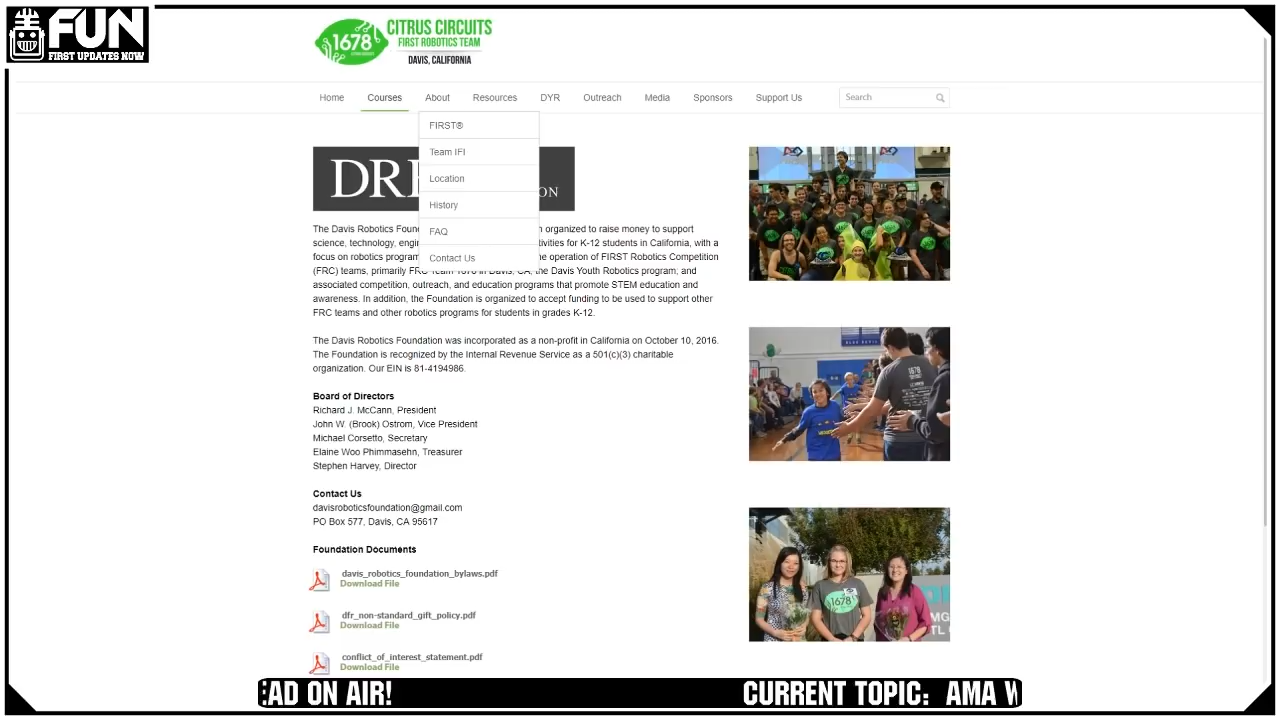 FUN
FIRST UPDATES NOW
1678
CITRUS CIRCUITS
FIRST ROBOTICS TEAM
DAVIS, CALIFORNIA
Home Courses About Resources DYR Outreach Media Sponsors Support Us Search
FIRST®
Team IFI
Location
History
FAQ
Contact Us
DR
ON
The Davis Robotics organized to raise money to support
science, technology, for K-12 students in California, with a
focus on robotics operation of FIRST Robotics Competition
(FRC) teams, primarily FRC Team 1678 in Davis, CA, the Davis Youth Robotics program, and
associated competition, outreach, and education programs that promote STEM education and
awareness. In addition, the Foundation is organized to accept funding to be used to support other
FRC teams and other robotics programs for students in grades K-12.
The Davis Robotics Foundation was incorporated as a non-profit in California on October 10, 2016.
The Foundation is recognized by the Internal Revenue Service as a 501(c)(3) charitable
organization. Our EIN is 81-4194986.
Board of Directors
Richard J. McCann, President
John W. (Brook) Ostrom, Vice President
Michael Corsetto, Secretary
Elaine Woo Phimmasehn, Treasurer
Stephen Harvey, Director
Contact Us
davisroboticsfoundation@gmail.com
PO Box 577, Davis, CA 95617
Foundation Documents
davis_robotics_foundation_bylaws.pdf
Download File
dfr_non-standard_gift_policy.pdf
Download File
conflict_of_interest_statement.pdf
Download File
1678
1678
EAD ON AIR! CURRENT TOPIC: AMA W